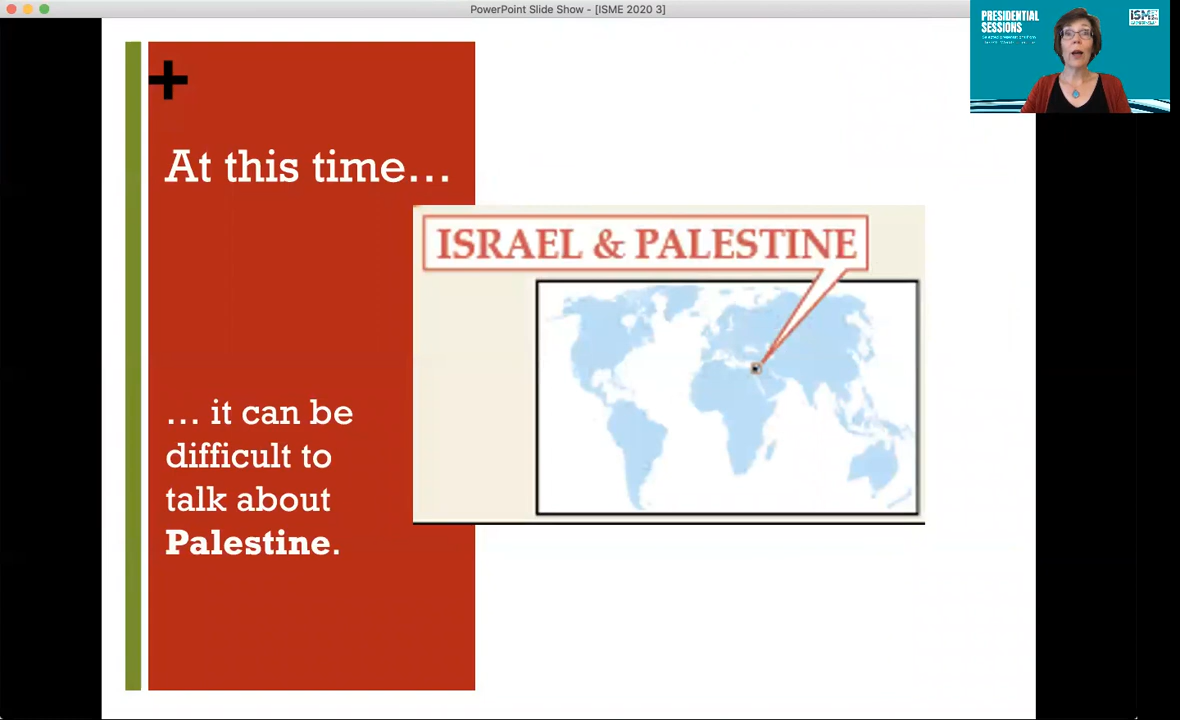 PowerPoint Slide Show - [ISME 2020 3]
PRESIDENTIAL
SESSIONS
ISME
+
At this time…
ISRAEL & PALESTINE
… it can be
difficult to
talk about
Palestine.